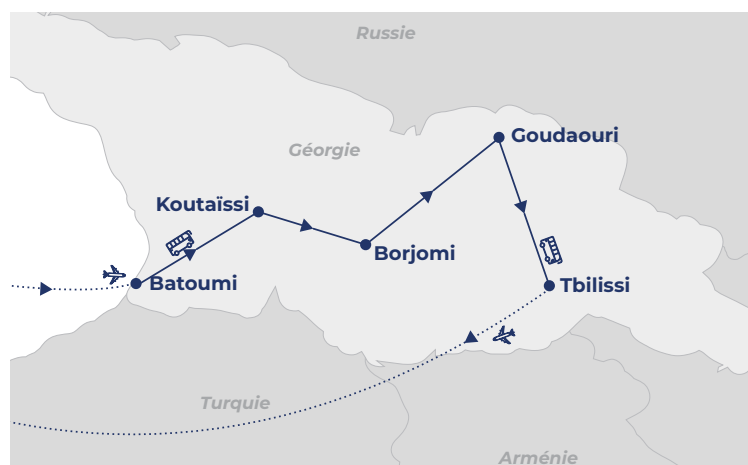 Russie
Goudaouri
Géorgie
Koutaïssi
Borjomi
Batoumi
Tbilissi
Turquie
Arménie